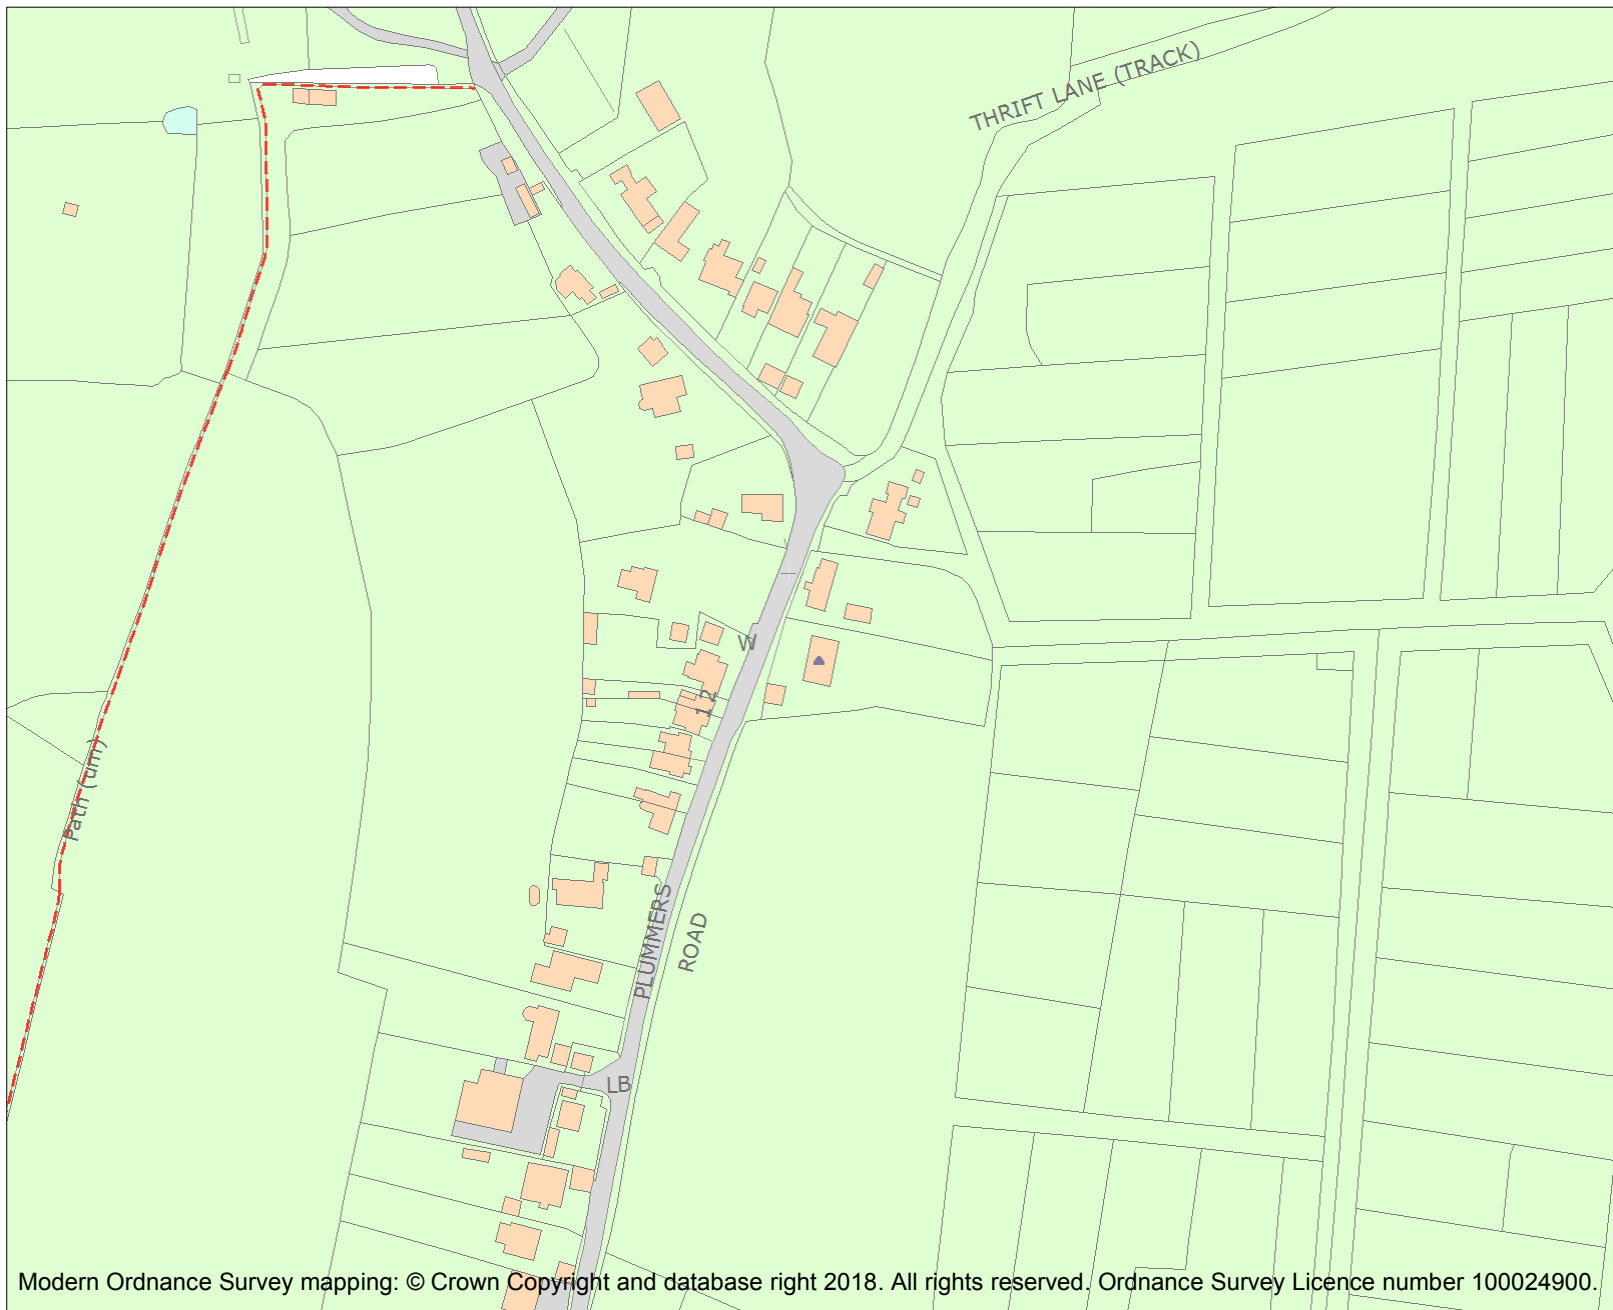 THRIFT LANE (TRACK)
W
12
Path (um)
PLUMMERS
ROAD
LB
Modern Ordnance Survey mapping: © Crown Copyright and database right 2018. All rights reserved. Ordnance Survey Licence number 100024900.